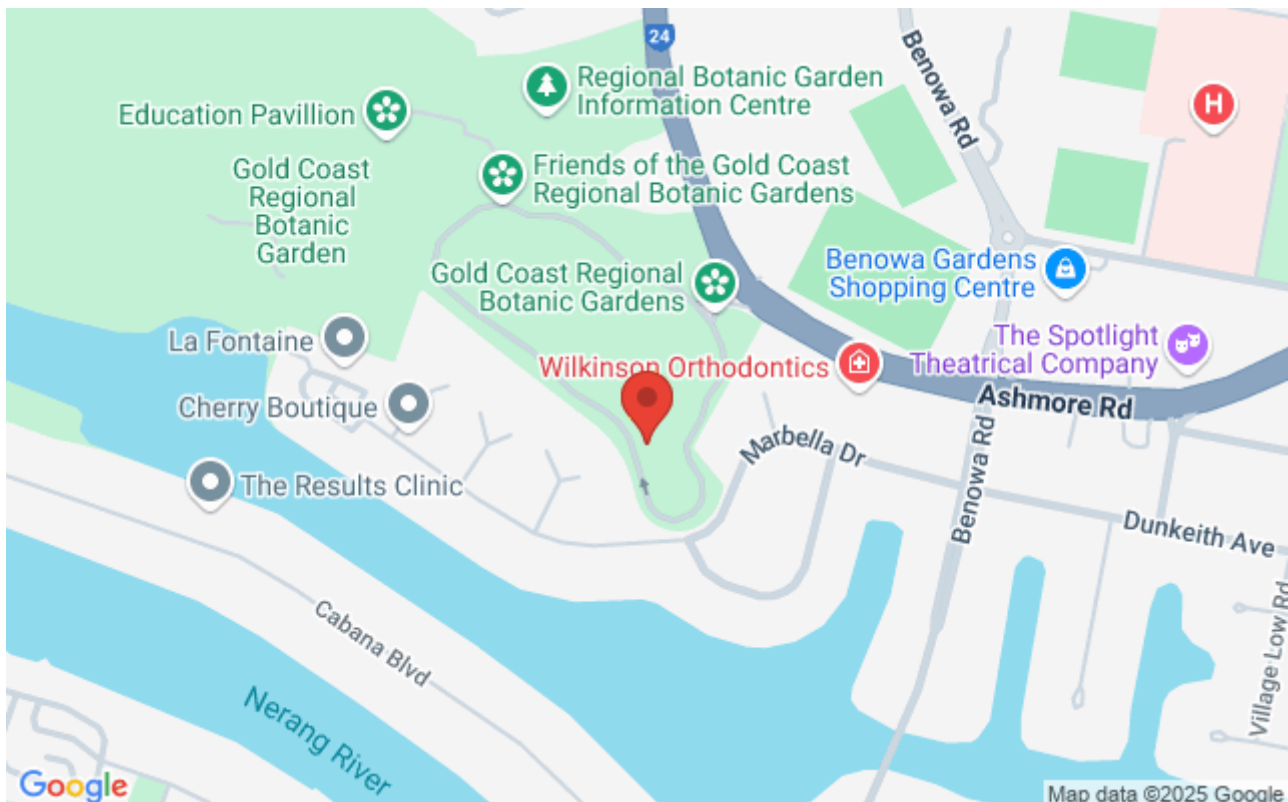 24
Benowa Rd
Regional Botanic Garden
Information Centre
H
Education Pavillion
Friends of the Gold Coast
Regional Botanic Gardens
Gold Coast
Regional
Botanic
Garden
Gold Coast Regional
Botanic Gardens
Benowa Gardens
Shopping Centre
La Fontaine
The Spotlight
Theatrical Company
Wilkinson Orthodontics
Cherry Boutique
Ashmore Rd
Marbella Dr
The Results Clinic
Benowa Rd
Dunkeith Ave
Cabana Blvd
Village Low Rd
Nerang River
Google
Map data ©2025 Google